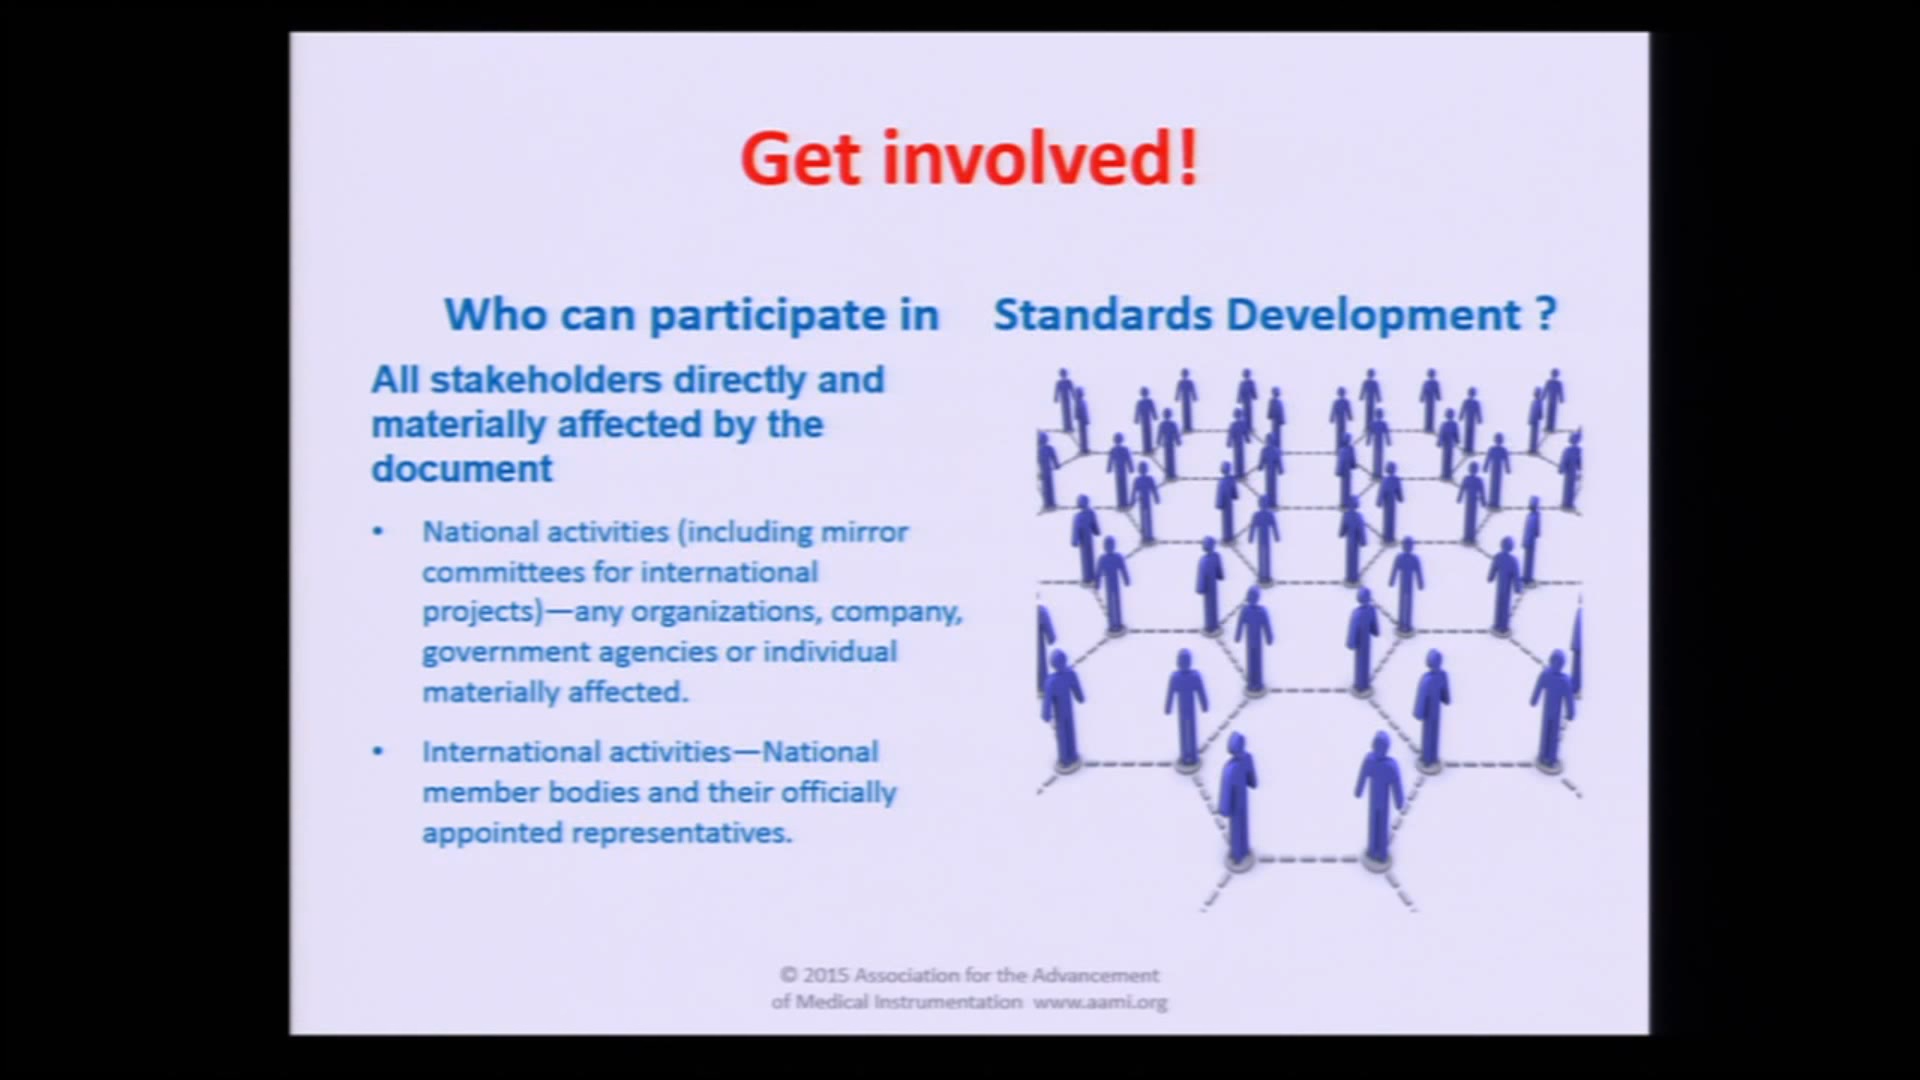 Get involved!
Who can participate in Standards Development ?
All stakeholders directly and
materially affected by the
document
• National activities (including mirror
committees for international
projects)—any organizations, company,
government agencies or individual
materially affected.
• International activities—National
member bodies and their officially
appointed representatives.
© 2015 Association for the Advancement
of Medical Instrumentation www.aami.org